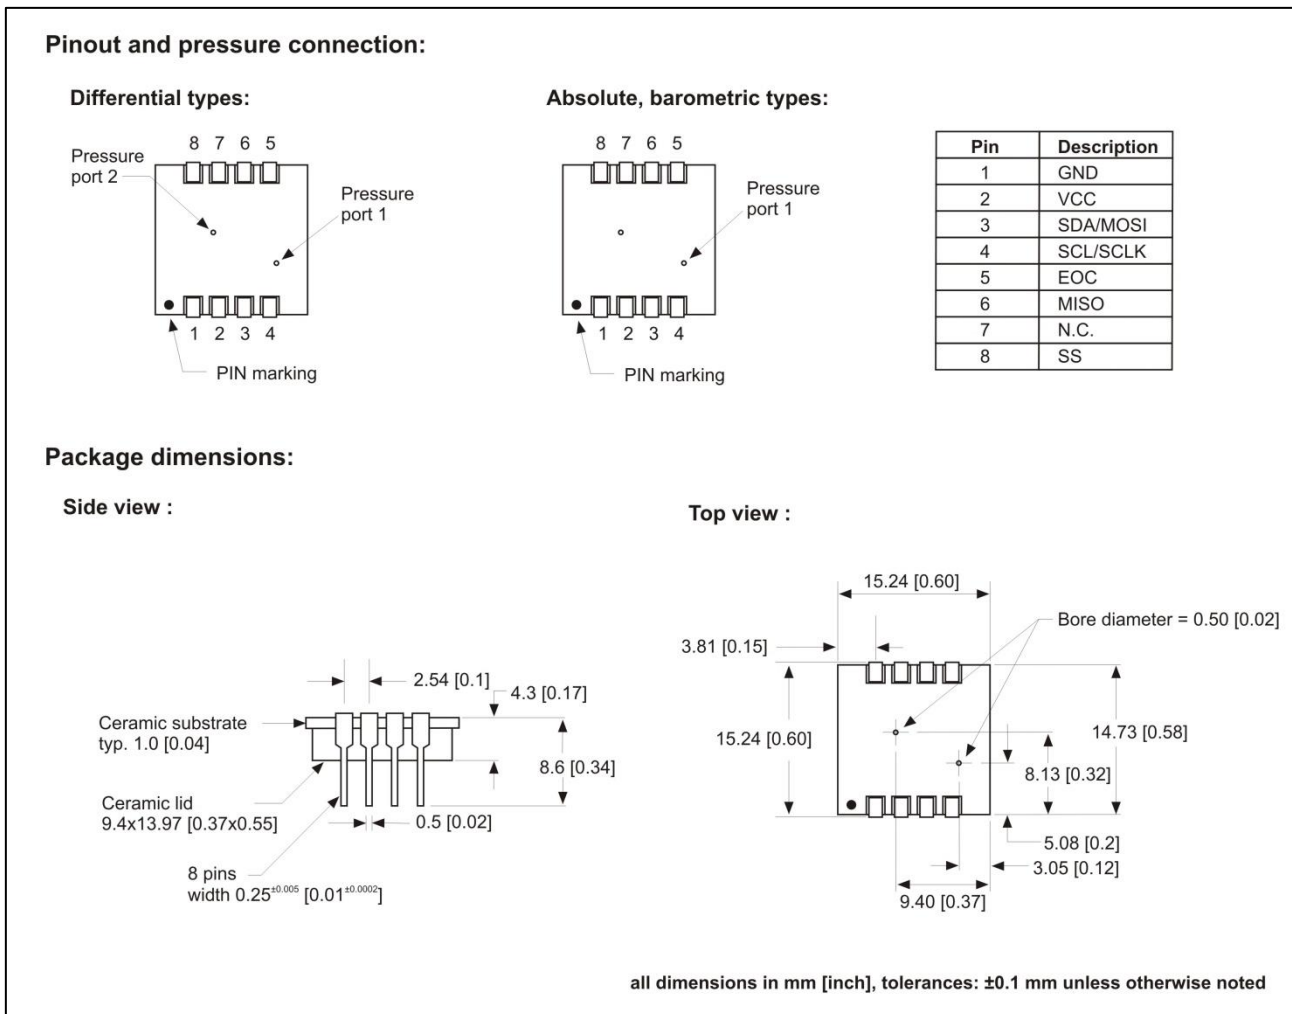 Pinout and pressure connection:
Differential types:
8 7 6 5
Pressure
port 2
Pressure
port 1
1 2 3 4
PIN marking
Absolute, barometric types:
8 7 6 5
Pressure
port 1
1 2 3 4
PIN marking
Pin Description
1 GND
2 VCC
3 SDA/MOSI
4 SCL/SCLK
5 EOC
6 MISO
7 N.C.
8 SS
Package dimensions:
Side view :
2.54 [0.1]
4.3 [0.17]
Ceramic substrate
typ. 1.0 [0.04]
8.6 [0.34]
Ceramic lid
9.4x13.97 [0.37x0.55]
0.5 [0.02]
8 pins
width 0.25±0.005 [0.01±0.0002]
Top view :
15.24 [0.60]
Bore diameter = 0.50 [0.02]
3.81 [0.15]
15.24 [0.60]
14.73 [0.58]
8.13 [0.32]
5.08 [0.2]
3.05 [0.12]
9.40 [0.37]
all dimensions in mm [inch], tolerances: ±0.1 mm unless otherwise noted